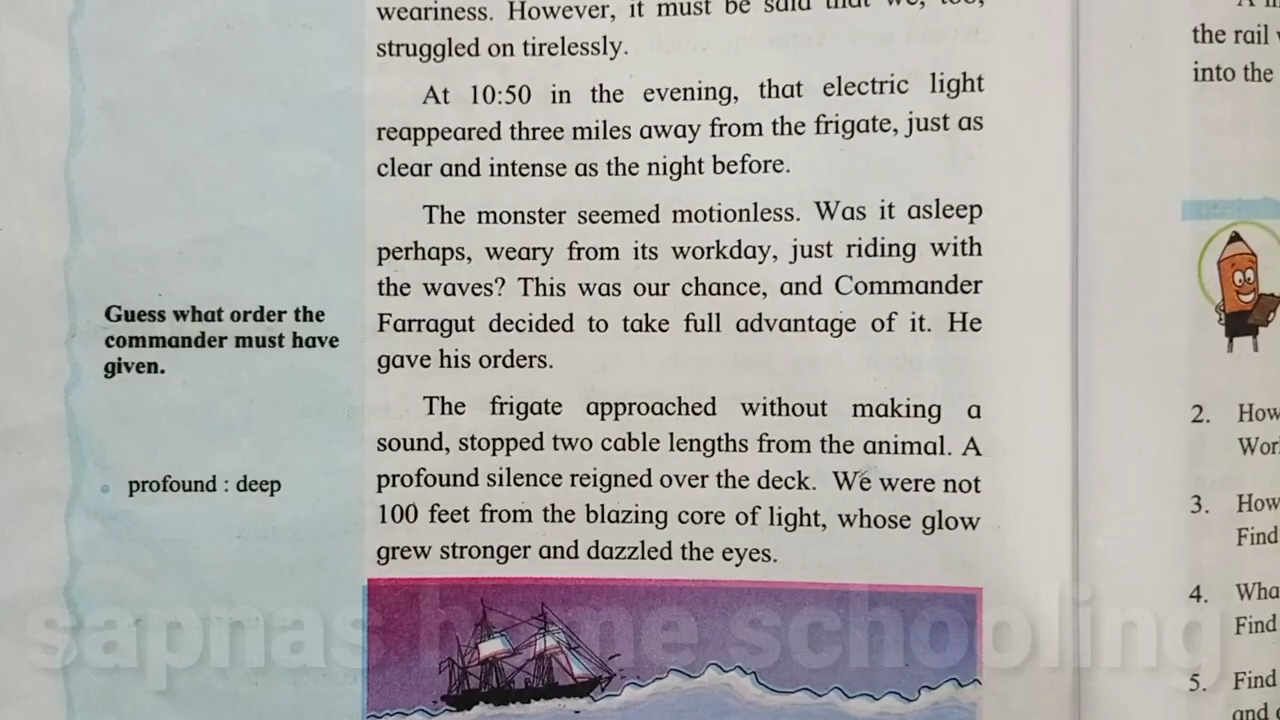 weariness. However, it must be said that we, too,
struggled on tirelessly.
At 10:50 in the evening, that electric light
reappeared three miles away from the frigate, just as
clear and intense as the night before.
The monster seemed motionless. Was it asleep
perhaps, weary from its workday, just riding with
the waves? This was our chance, and Commander
Farragut decided to take full advantage of it. He
gave his orders.
The frigate approached without making a
sound, stopped two cable lengths from the animal. A
profound silence reigned over the deck. We were not
100 feet from the blazing core of light, whose glow
grew stronger and dazzled the eyes.
Guess what order the
commander must have
given.
profound : deep
the rail
into the
2. How
3. How
Find
4.
Find
5. Find
and
sapnas home schooling